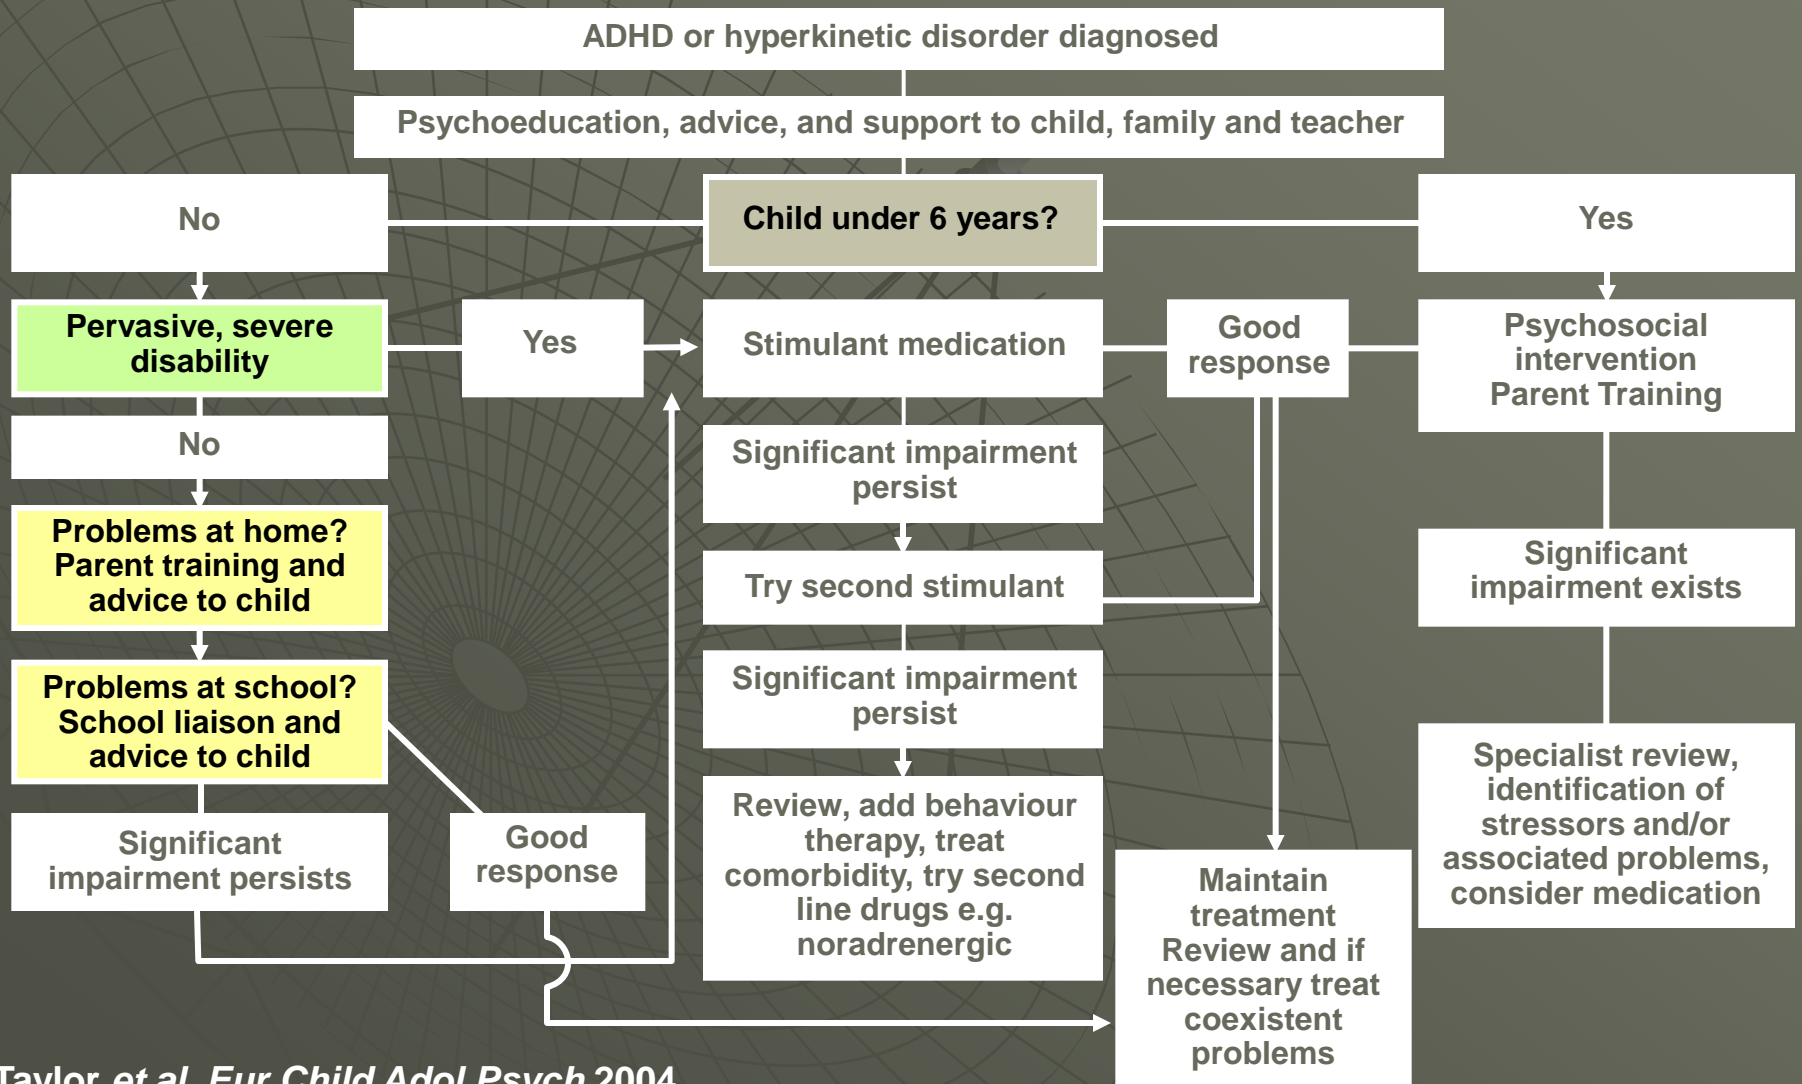 ADHD or hyperkinetic disorder diagnosed
Psychoeducation, advice, and support to child, family and teacher
No
Child under 6 years?
Yes
Pervasive, severe
disability
Yes
Stimulant medication
Good
response
Psychosocial
intervention
Parent Training
No
Significant impairment
persist
Problems at home?
Parent training and
advice to child
Try second stimulant
Significant
impairment exists
Problems at school?
School liaison and
advice to child
Significant impairment
persist
Specialist review,
identification of
stressors and/or
associated problems,
consider medication
Significant
impairment persists
Good
response
Review, add behaviour
therapy, treat
comorbidity, try second
line drugs e.g.
noradrenergic
Maintain
treatment
Review and if
necessary treat
coexistent
problems
Taylor et al. Eur Child Adol Psych 2004